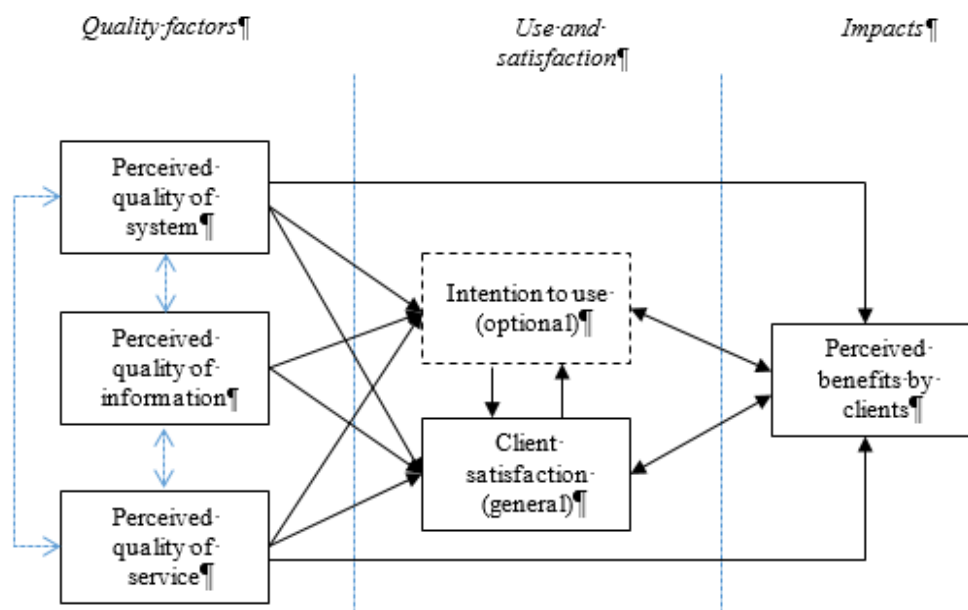 Quality·factors¶
Use·and·
satisfaction¶
Impacts¶
Perceived·
quality·of·
system¶
Perceived·
quality·of·
information¶
Perceived·
quality·of·
service¶
Intention·to·use·
(optional)¶
Client·
satisfaction·
(general)¶
Perceived·
benefits·by·
clients¶